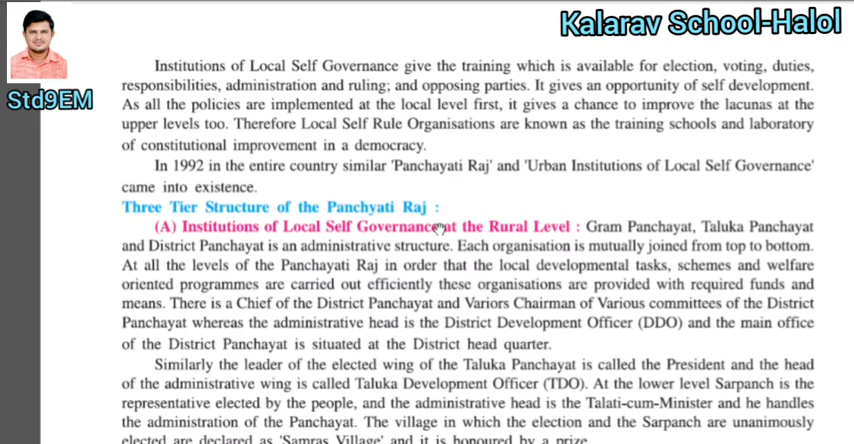 Kalarav School-Halol
Std9EM
Institutions of Local Self Governance give the training which is available for election, voting, duties,
responsibilities, administration and ruling; and opposing parties. It gives an opportunity of self development.
As all the policies are implemented at the local level first, it gives a chance to improve the lacunas at the
upper levels too. Therefore Local Self Rule Organisations are known as the training schools and laboratory
of constitutional improvement in a democracy.
In 1992 in the entire country similar 'Panchayati Raj' and 'Urban Institutions of Local Self Governance'
came into existence.
Three Tier Structure of the Panchyati Raj :
(A) Institutions of Local Self Governance at the Rural Level : Gram Panchayat, Taluka Panchayat
and District Panchayat is an administrative structure. Each organisation is mutually joined from top to bottom.
At all the levels of the Panchayati Raj in order that the local developmental tasks, schemes and welfare
oriented programmes are carried out efficiently these organisations are provided with required funds and
means. There is a Chief of the District Panchayat and Variors Chairman of Various committees of the District
Panchayat whereas the administrative head is the District Development Officer (DDO) and the main office
of the District Panchayat is situated at the District head quarter.
Similarly the leader of the elected wing of the Taluka Panchayat is called the President and the head
of the administrative wing is called Taluka Development Officer (TDO). At the lower level Sarpanch is the
representative elected by the people, and the administrative head is the Talati-cum-Minister and he handles
the administration of the Panchayat. The village in which the election and the Sarpanch are unanimously
elected are declared as 'Samras Village' and it is honoured by a prize